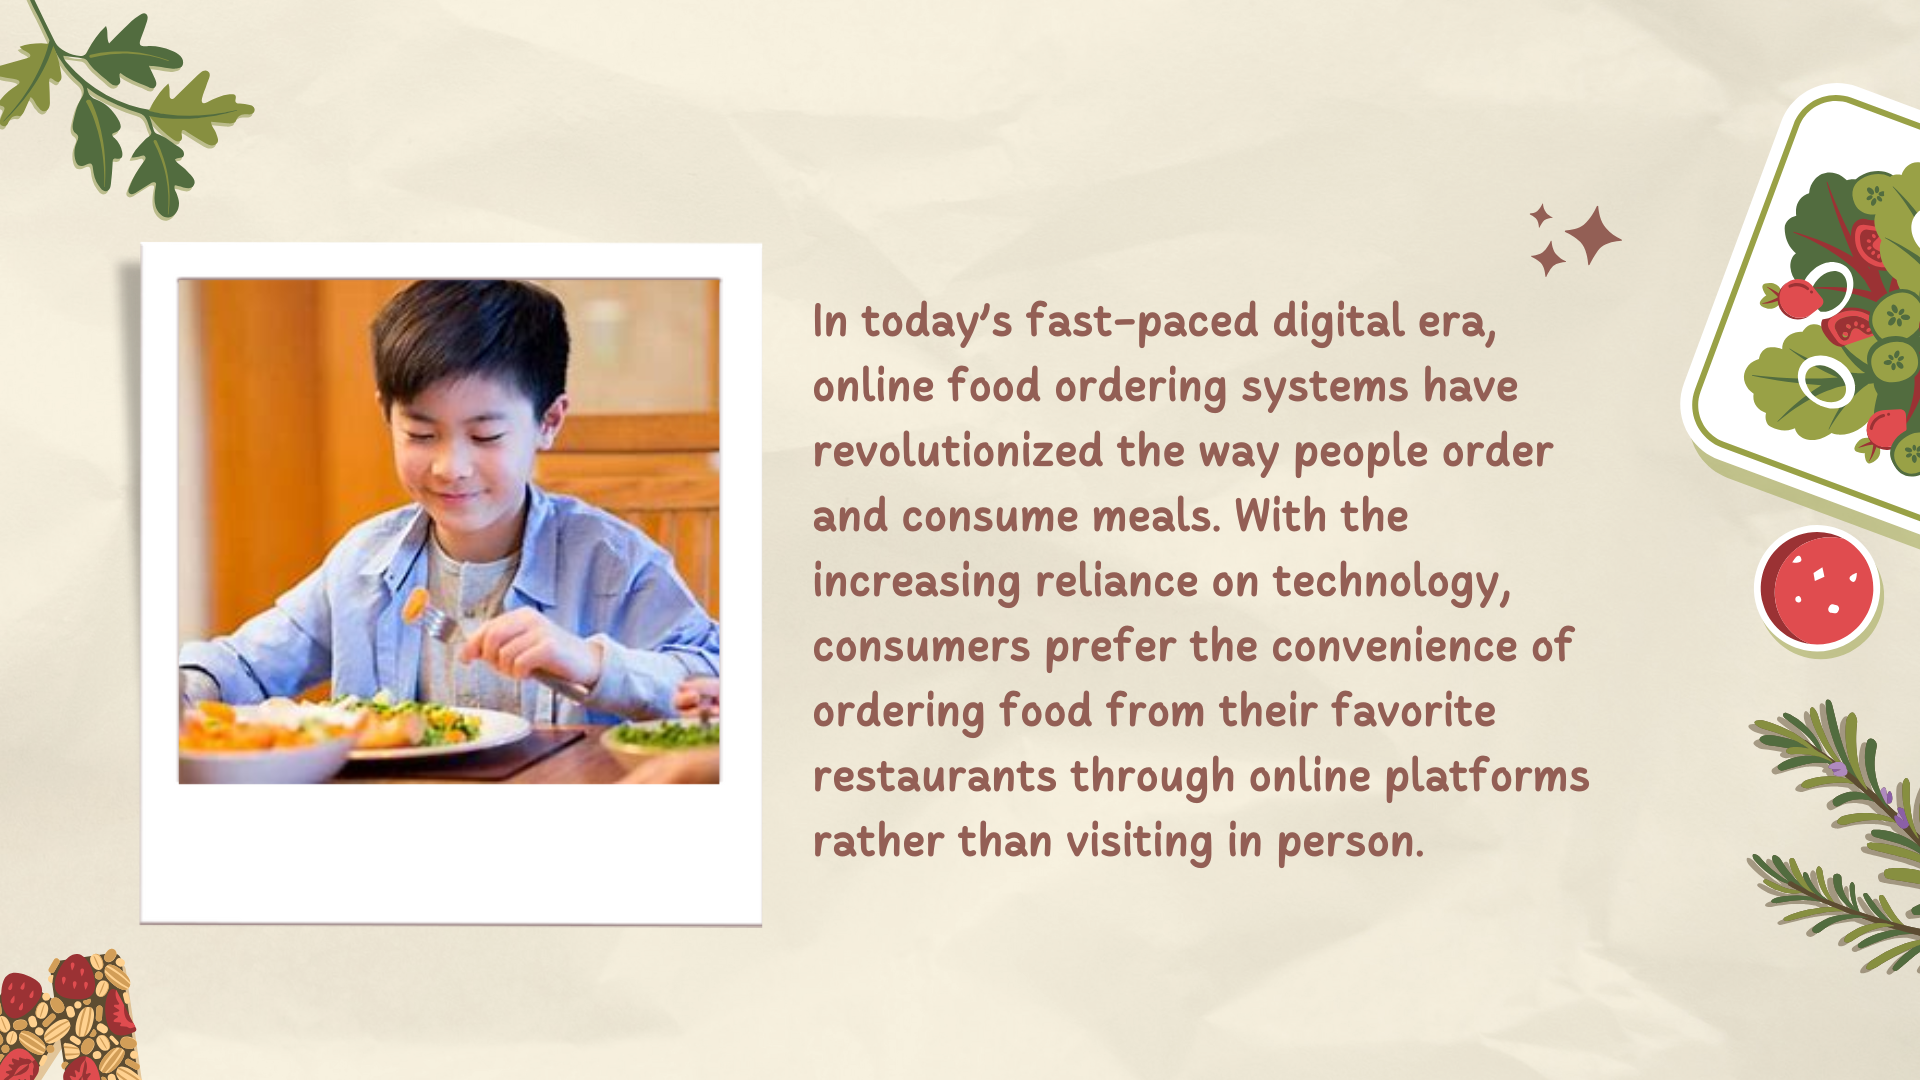 In today's fast-paced digital era,
online food ordering systems have
revolutionized the way people order
and consume meals. With the
increasing reliance on technology,
consumers prefer the convenience of
ordering food from their favorite
restaurants through online platforms
rather than visiting in person.